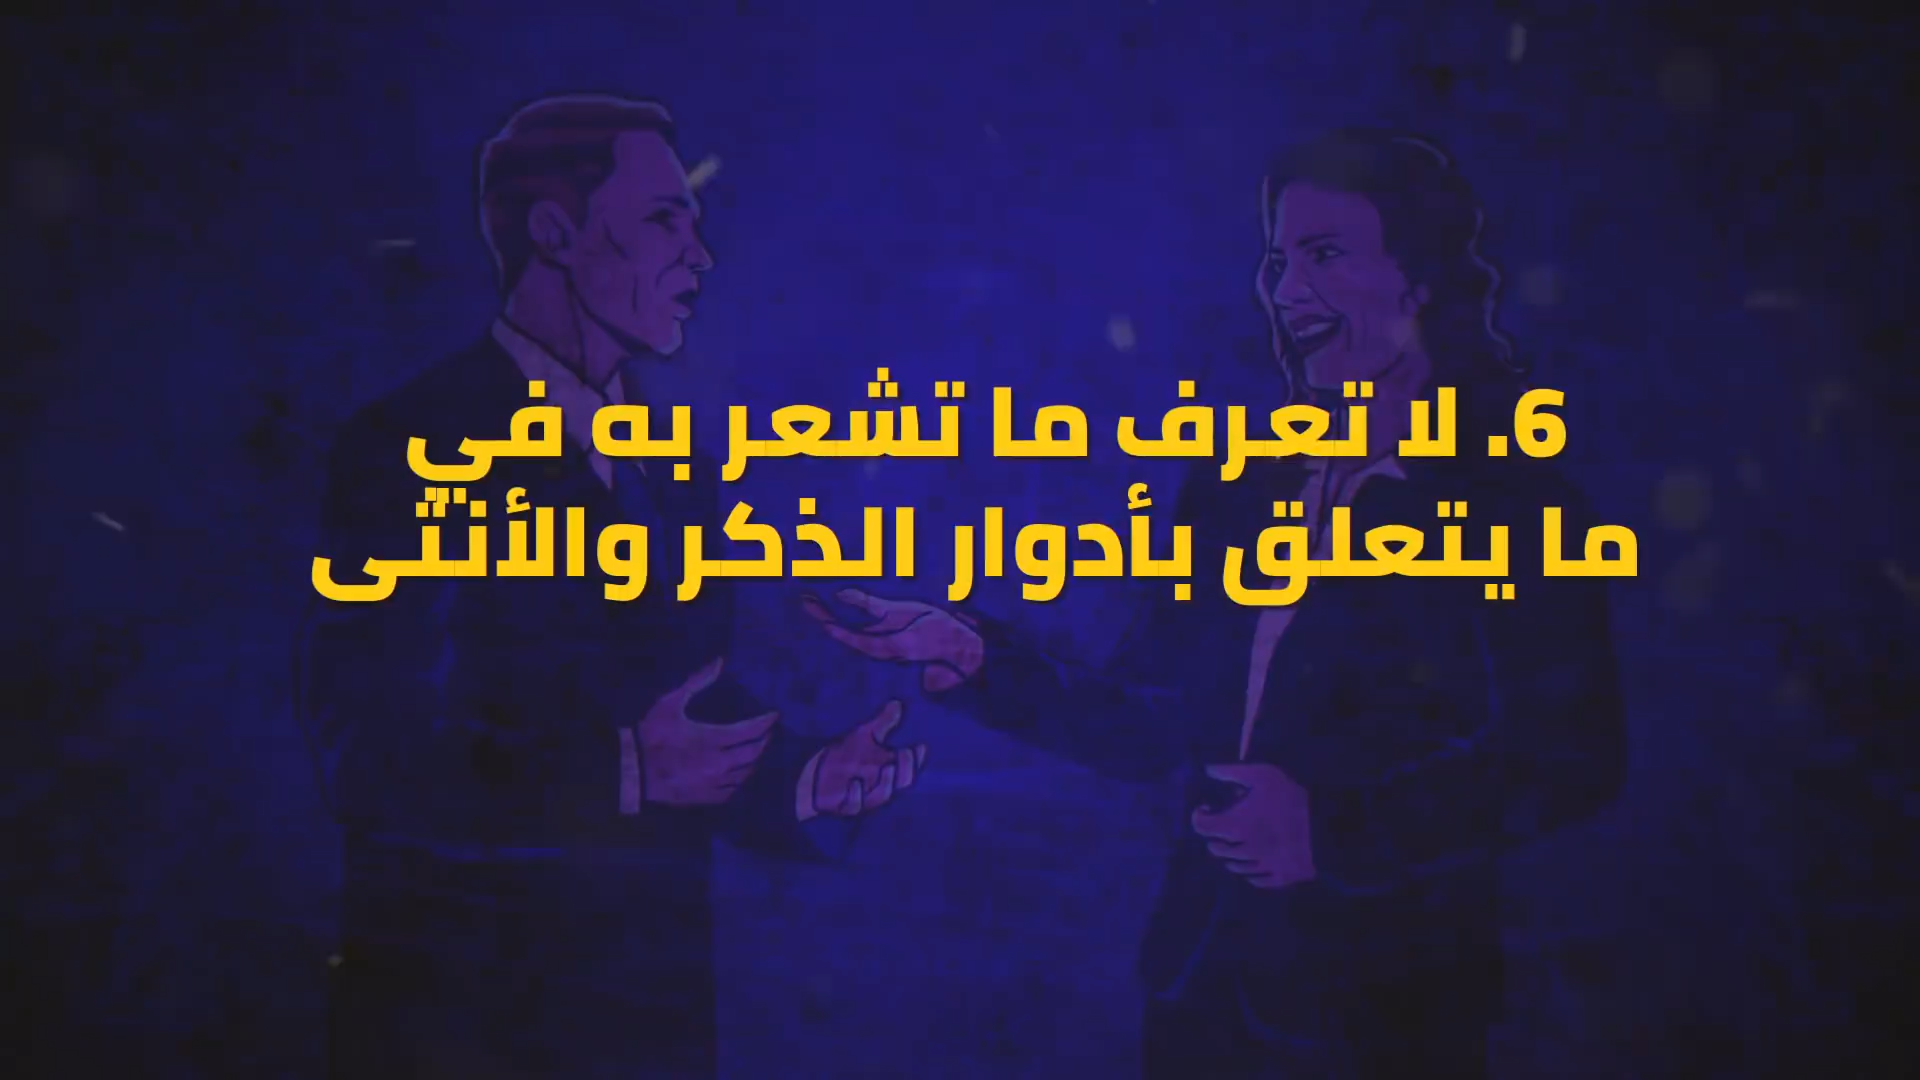 6. لا تعرف ما تشعر به في
ما يتعلق بأدوار الذكر والأنثى